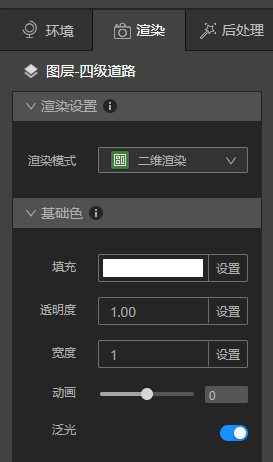 环境 渲染 后处理
图层-四级道路
渲染设置
渲染模式 二维渲染
基础色
填充 设置
透明度 1.00 设置
宽度 1 设置
动画 0
泛光